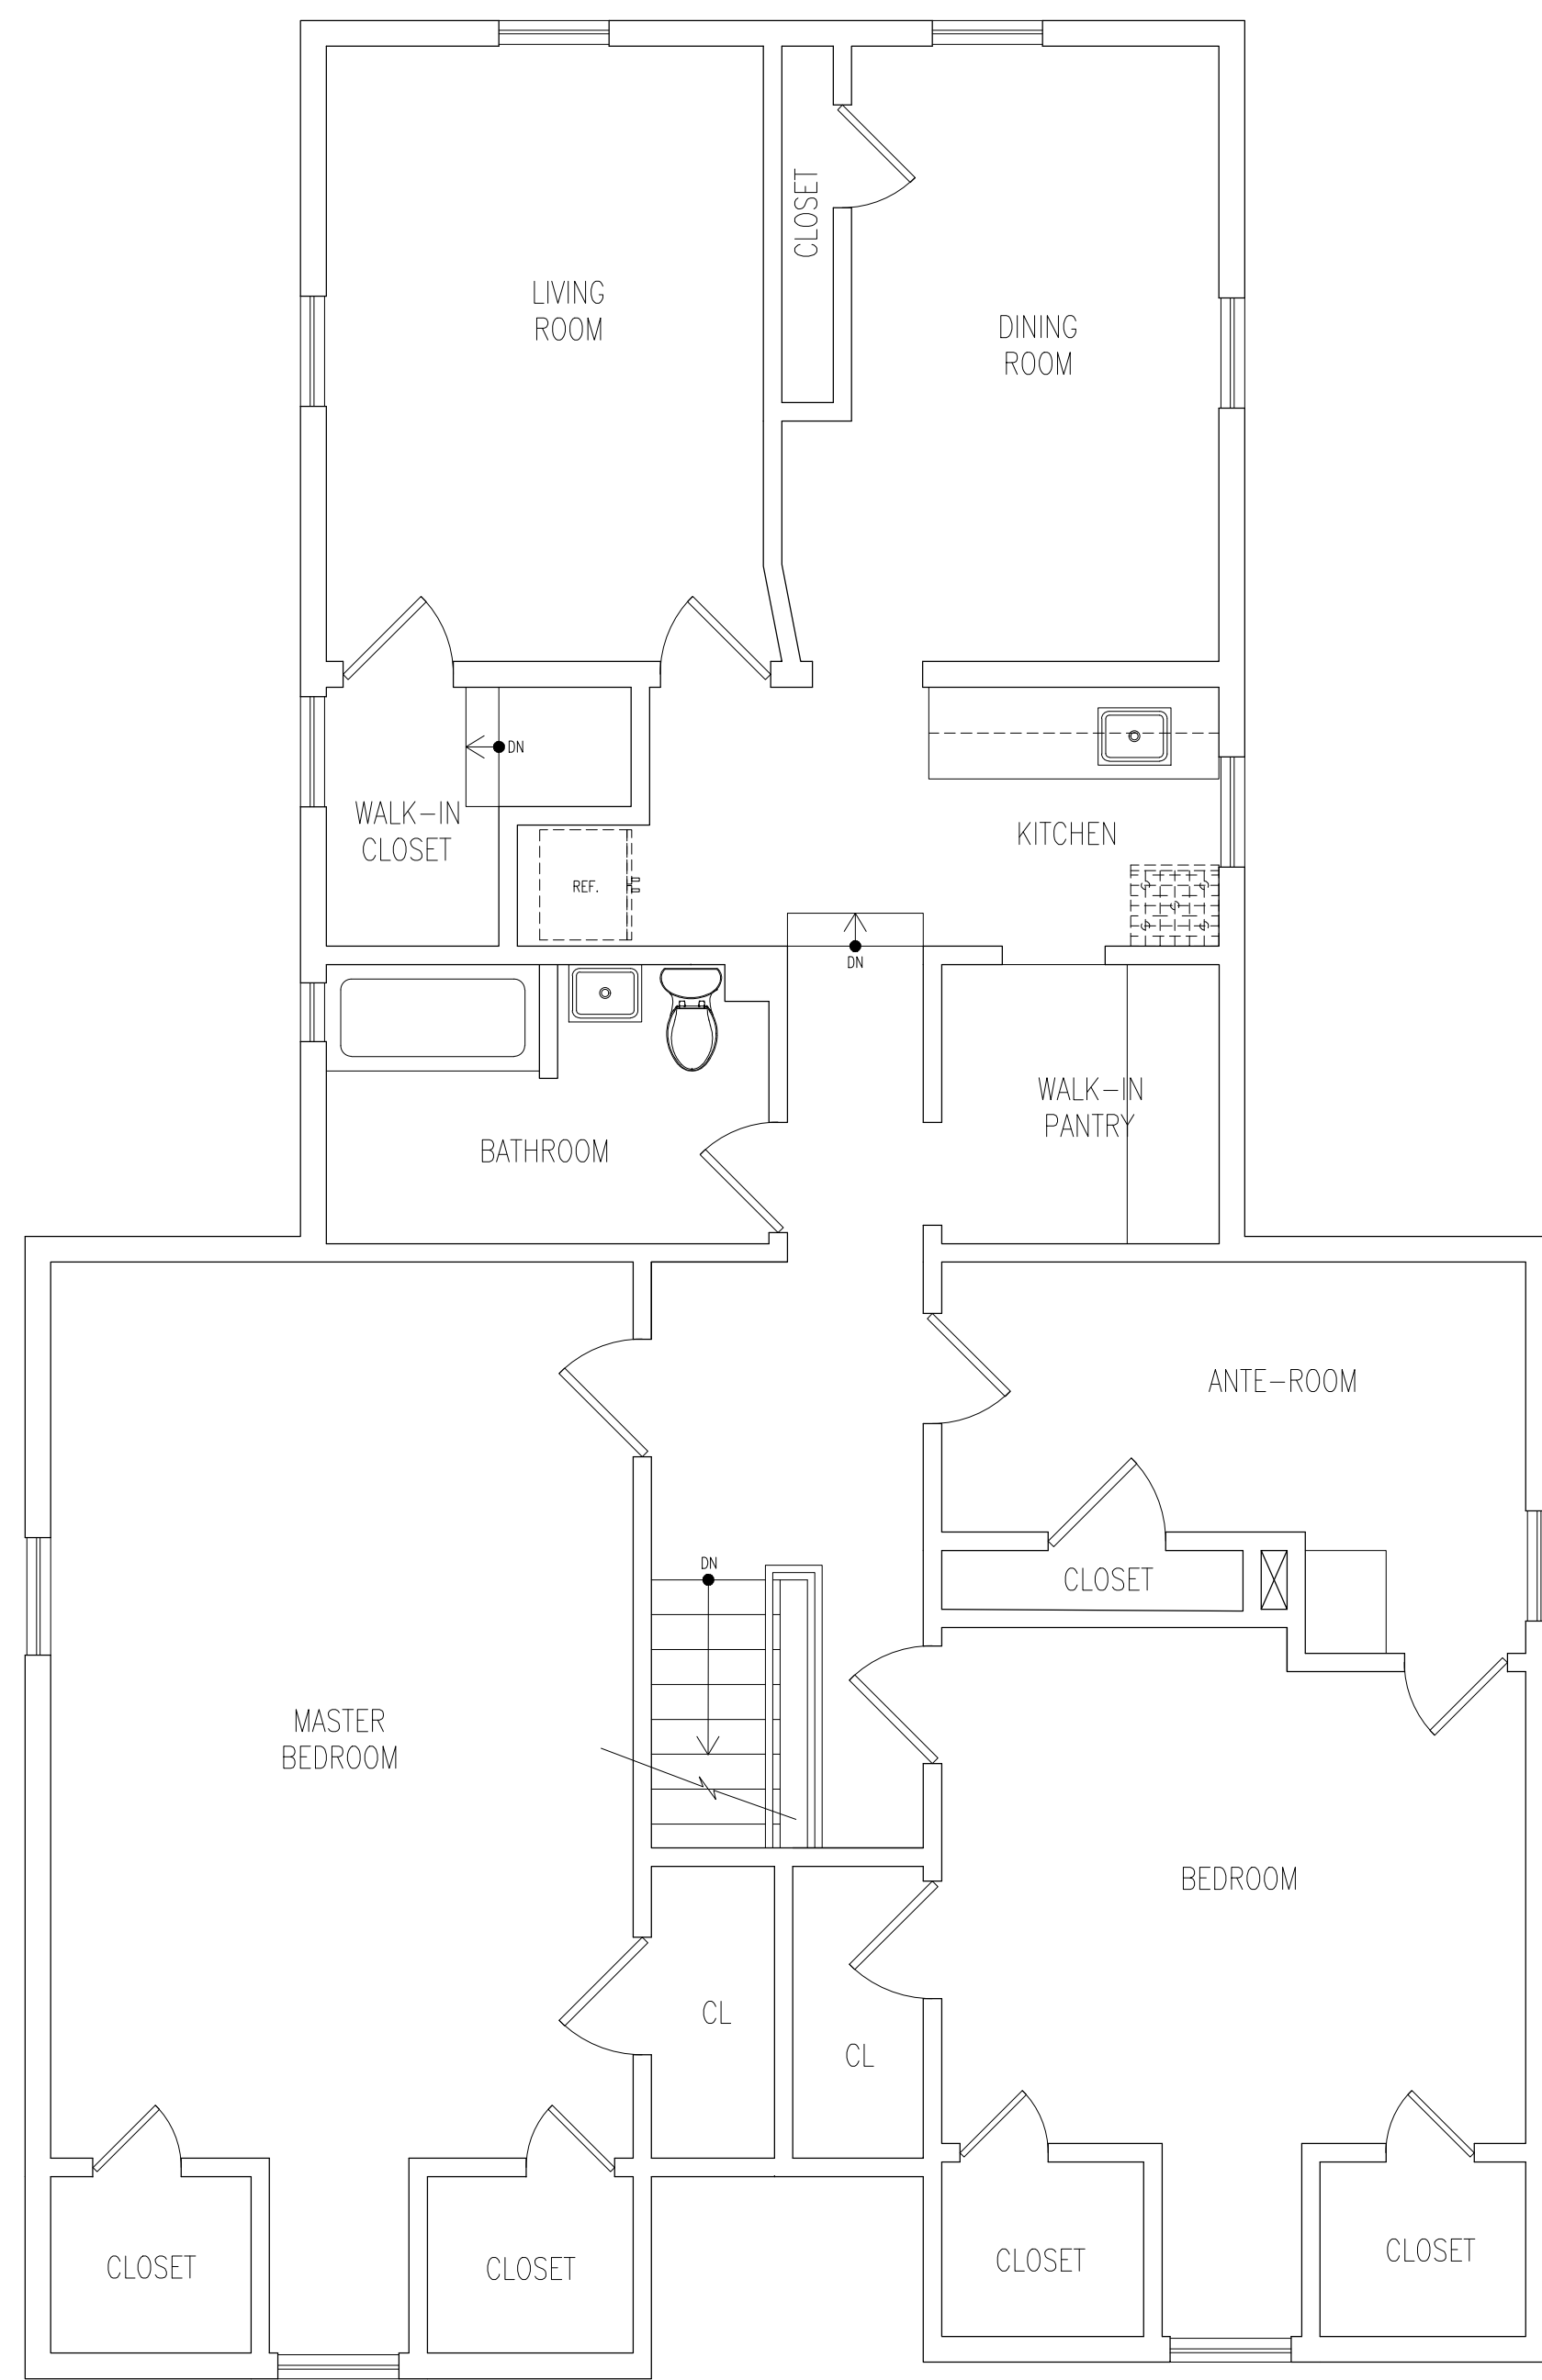 CLOSET
LIVING
ROOM
DINING
ROOM
DN
WALK-IN
CLOSET
KITCHEN
REF.
DN
WALK-IN
PANTRY
BATHROOM
ANTE-ROOM
DN
CLOSET
MASTER
BEDROOM
BEDROOM
CL
CL
CLOSET
CLOSET
CLOSET
CLOSET